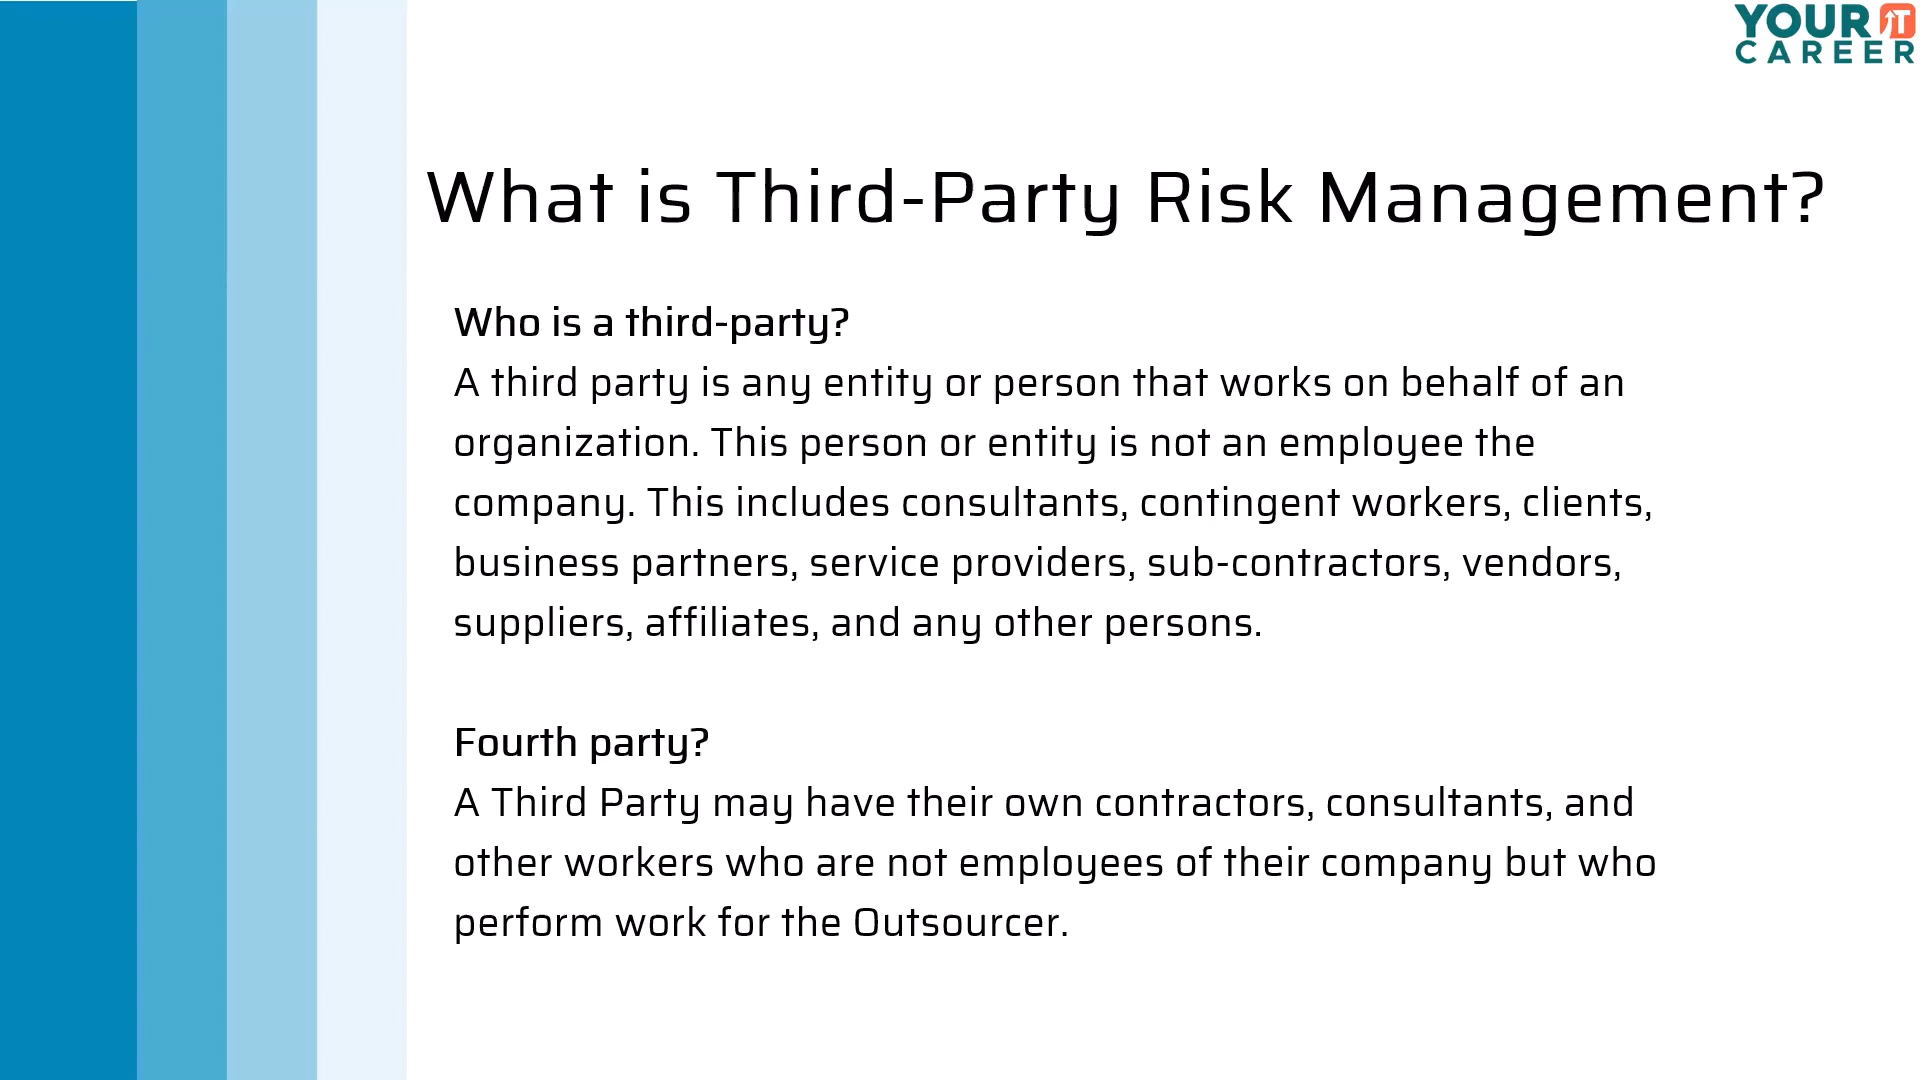 YOUR IT
CAREER
What is Third-Party Risk Management?
Who is a third-party?
A third party is any entity or person that works on behalf of an
organization. This person or entity is not an employee the
company. This includes consultants, contingent workers, clients,
business partners, service providers, sub-contractors, vendors,
suppliers, affiliates, and any other persons.
Fourth party?
A Third Party may have their own contractors, consultants, and
other workers who are not employees of their company but who
perform work for the Outsourcer.